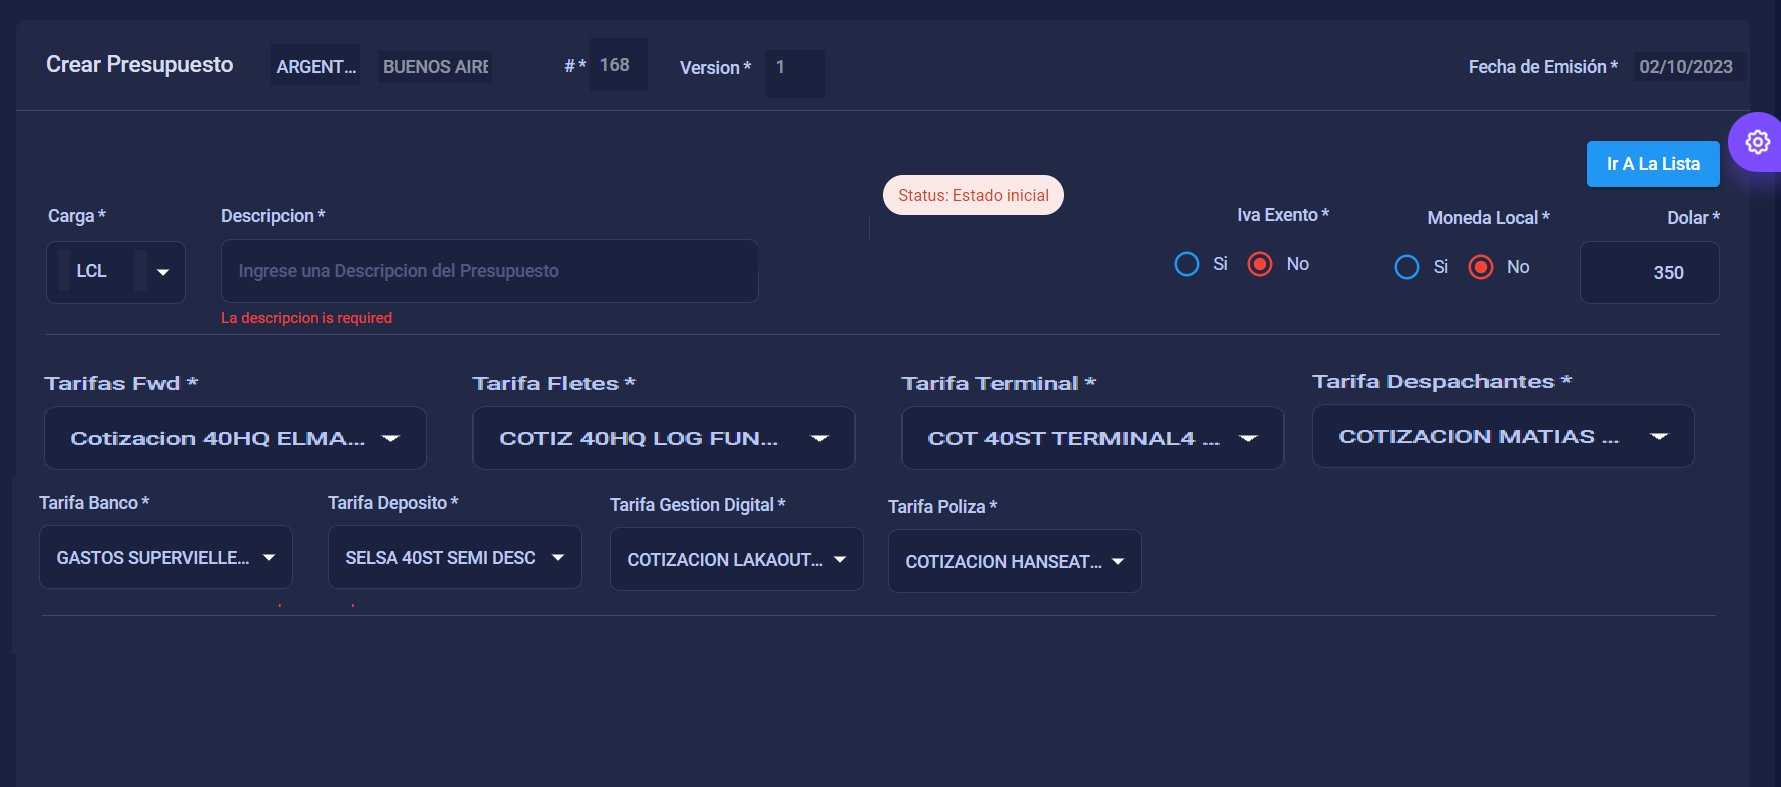 Crear Presupuesto ARGENT... BUENOS AIRE # * 168 Version * 1 Fecha de Emisión * 02/10/2023
Ir A La Lista
Status: Estado inicial
Carga * Descripcion * Iva Exento * Moneda Local * Dolar *
LCL Ingrese una Descripcion del Presupuesto Si No Si No 350
La descripcion is required
Tarifas Fwd * Tarifa Fletes * Tarifa Terminal * Tarifa Despachantes *
Cotizacion 40HQ ELMA... COTIZ 40HQ LOG FUN... COT 40ST TERMINAL4 ... COTIZACION MATIAS ...
Tarifa Banco * Tarifa Deposito * Tarifa Gestion Digital * Tarifa Poliza *
GASTOS SUPERVIELLE... SELSA 40ST SEMI DESC COTIZACION LAKAOUT... COTIZACION HANSEAT...